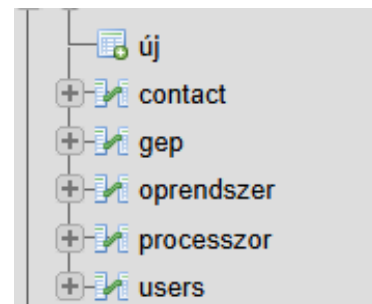 új
contact
gep
oprendszer
processzor
users